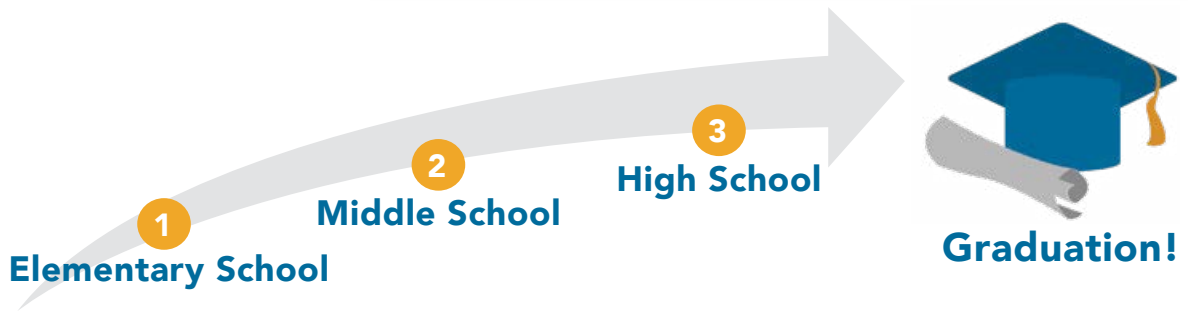 1
Elementary School
2
Middle School
3
High School
Graduation!